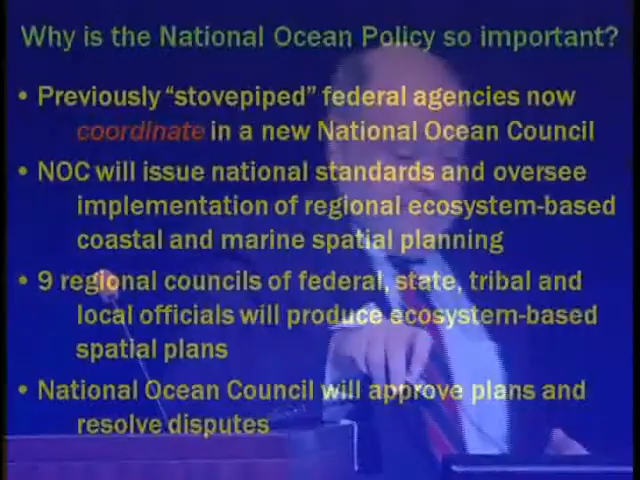 Why is the National Ocean Policy so important?
• Previously “stovepiped” federal agencies now
coordinate in a new National Ocean Council
• NOC will issue national standards and oversee
implementation of regional ecosystem-based
coastal and marine spatial planning
• 9 regional councils of federal, state, tribal and
local officials will produce ecosystem-based
spatial plans
• National Ocean Council will approve plans and
resolve disputes